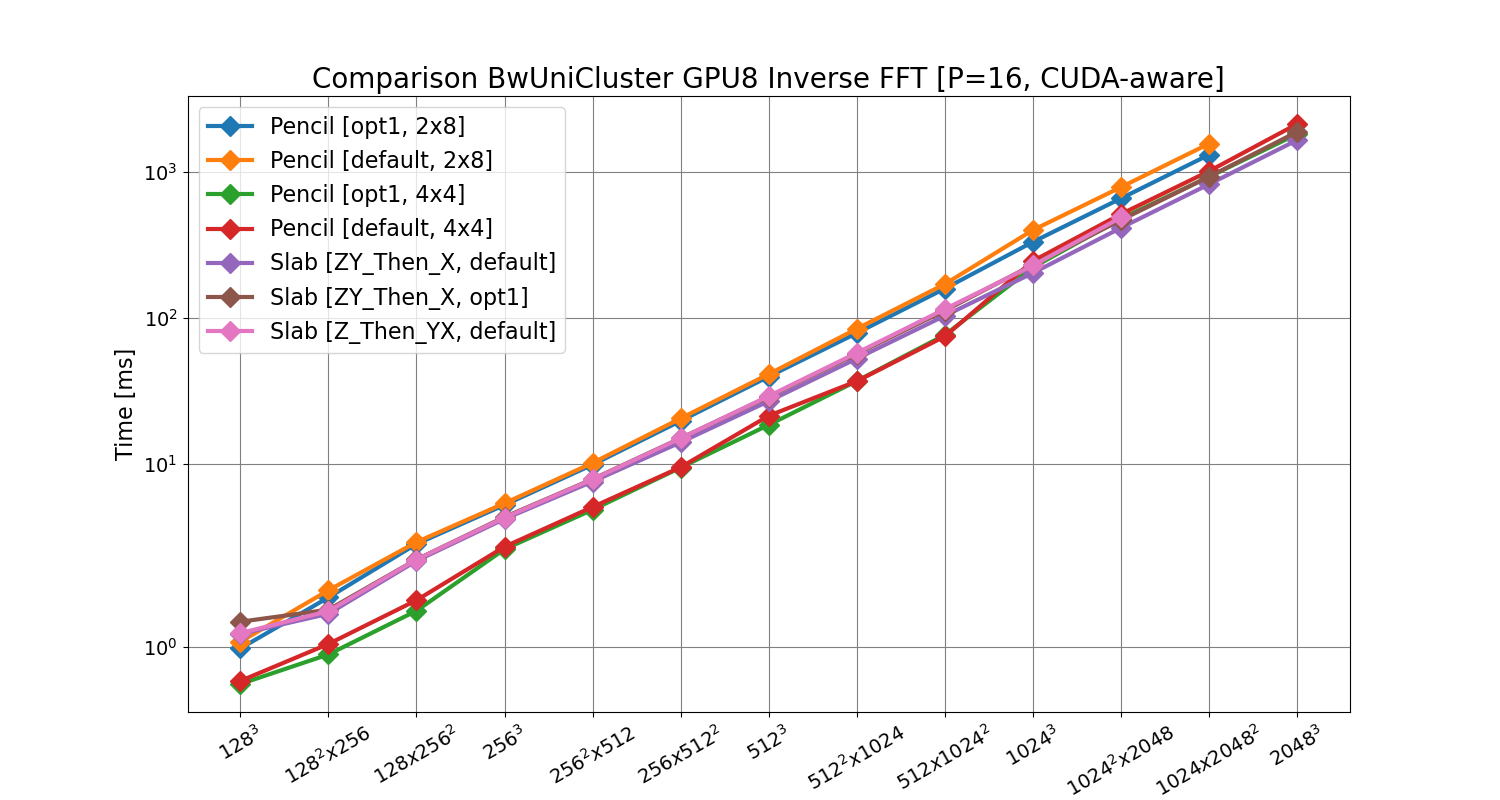 Comparison BwUniCluster GPU8 Inverse FFT [P=16, CUDA-aware]
Pencil [opt1, 2x8]
Pencil [default, 2x8]
Pencil [opt1, 4x4]
Pencil [default, 4x4]
Slab [ZY_Then_X, default]
Slab [ZY_Then_X, opt1]
Slab [Z_Then_YX, default]
Time [ms]
10³
10²
10¹
10⁰
128³
128²x256
128x256²
256³
256²x512
256x512²
512³
512²x1024
512x1024²
1024³
1024²x2048
1024x2048²
2048³